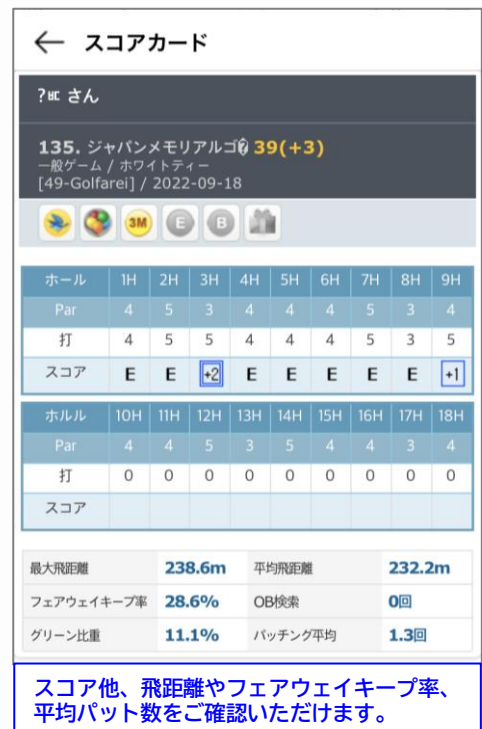 ← スコアカード
?ㅄ さん
135. ジャパンメモリアルゴ� 39(+3)
一般ゲーム / ホワイトティー
[49-Golfarei] / 2022-09-18
3M E B
ホール 1H 2H 3H 4H 5H 6H 7H 8H 9H
Par 4 5 3 4 4 4 5 3 4
打 4 5 5 4 4 4 5 3 5
スコア E E +2 E E E E E +1
ホルル 10H 11H 12H 13H 14H 15H 16H 17H 18H
Par 4 4 5 3 5 4 4 3 4
打 0 0 0 0 0 0 0 0 0
スコア
最大飛距離 238.6m 平均飛距離 232.2m
フェアウェイキープ率 28.6% OB検索 0回
グリーン比重 11.1% パッチング平均 1.3回
スコア他、飛距離やフェアウェイキープ率、
平均パット数をご確認いただけます。